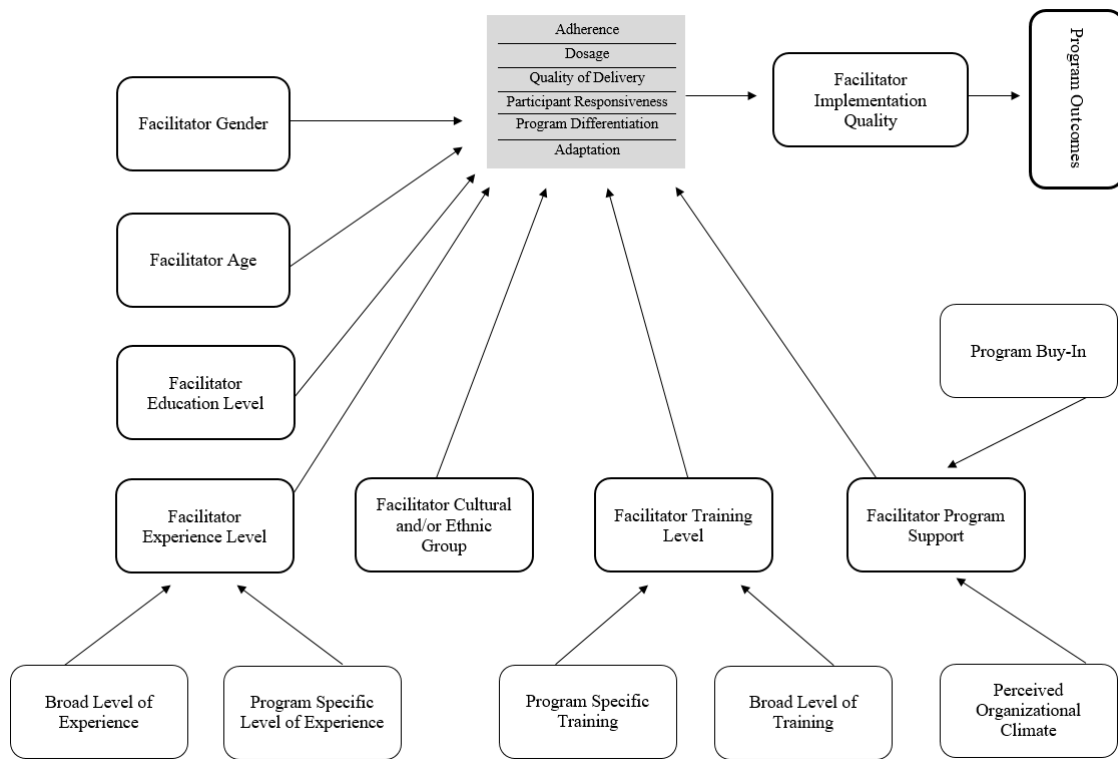 Adherence
Dosage
Quality of Delivery
Participant Responsiveness
Program Differentiation
Adaptation
Facilitator
Implementation
Quality
Program Outcomes
Facilitator Gender
Facilitator Age
Facilitator
Education Level
Program Buy-In
Facilitator
Experience Level
Facilitator Cultural
and/or Ethnic
Group
Facilitator Training
Level
Facilitator Program
Support
Broad Level of
Experience
Program Specific
Level of Experience
Program Specific
Training
Broad Level of
Training
Perceived
Organizational
Climate